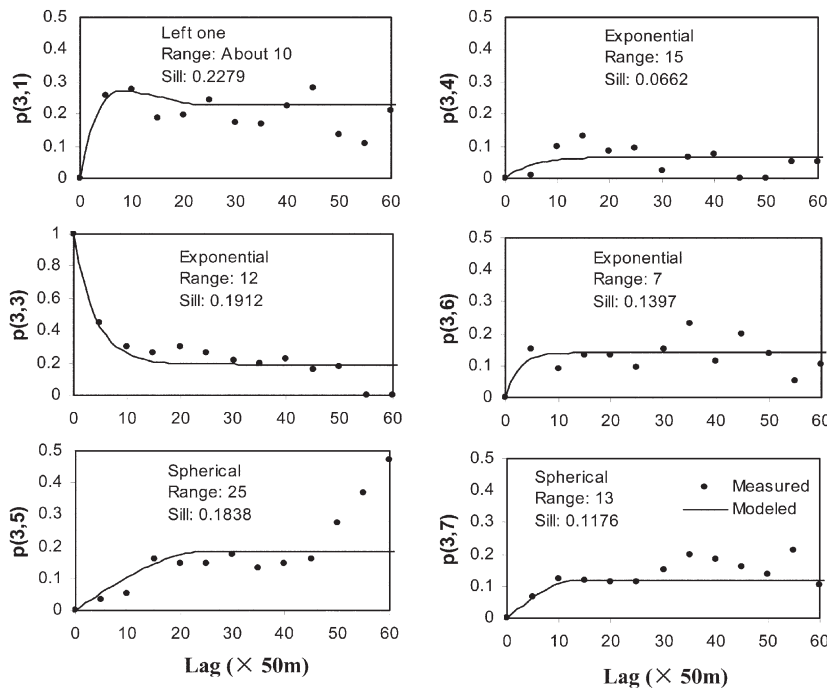 0.5
0.4
0.3
0.2
0.1
0
p(3,1)
Left one
Range: About 10
Sill: 0.2279
0 10 20 30 40 50 60
0.5
0.4
0.3
0.2
0.1
0
p(3,4)
Exponential
Range: 15
Sill: 0.0662
0 10 20 30 40 50 60
1
0.8
0.6
0.4
0.2
0
p(3,3)
Exponential
Range: 12
Sill: 0.1912
0 10 20 30 40 50 60
0.5
0.4
0.3
0.2
0.1
0
p(3,6)
Exponential
Range: 7
Sill: 0.1397
0 10 20 30 40 50 60
0.5
0.4
0.3
0.2
0.1
0
p(3,5)
Spherical
Range: 25
Sill: 0.1838
0 10 20 30 40 50 60
Lag (× 50m)
0.5
0.4
0.3
0.2
0.1
0
p(3,7)
Spherical
Range: 13
Sill: 0.1176
Measured
Modeled
0 10 20 30 40 50 60
Lag (× 50m)